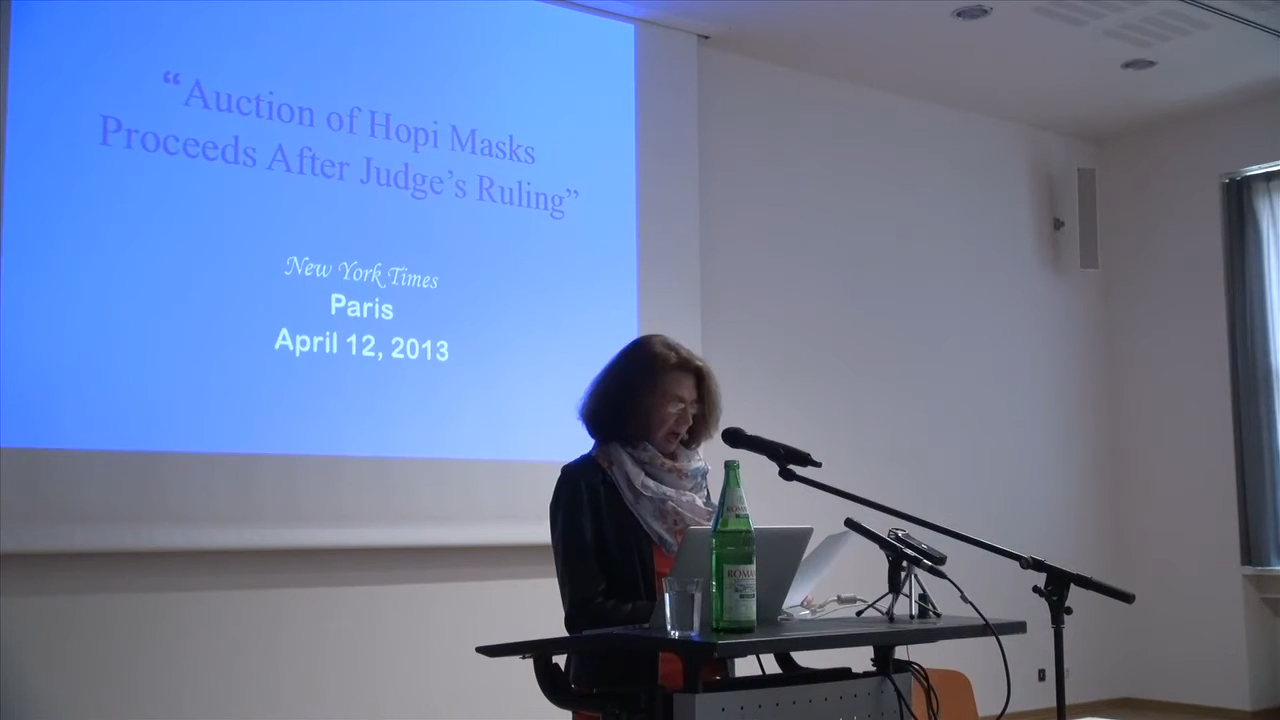 “Auction of Hopi Masks
Proceeds After Judge’s Ruling”
New York Times
Paris
April 12, 2013